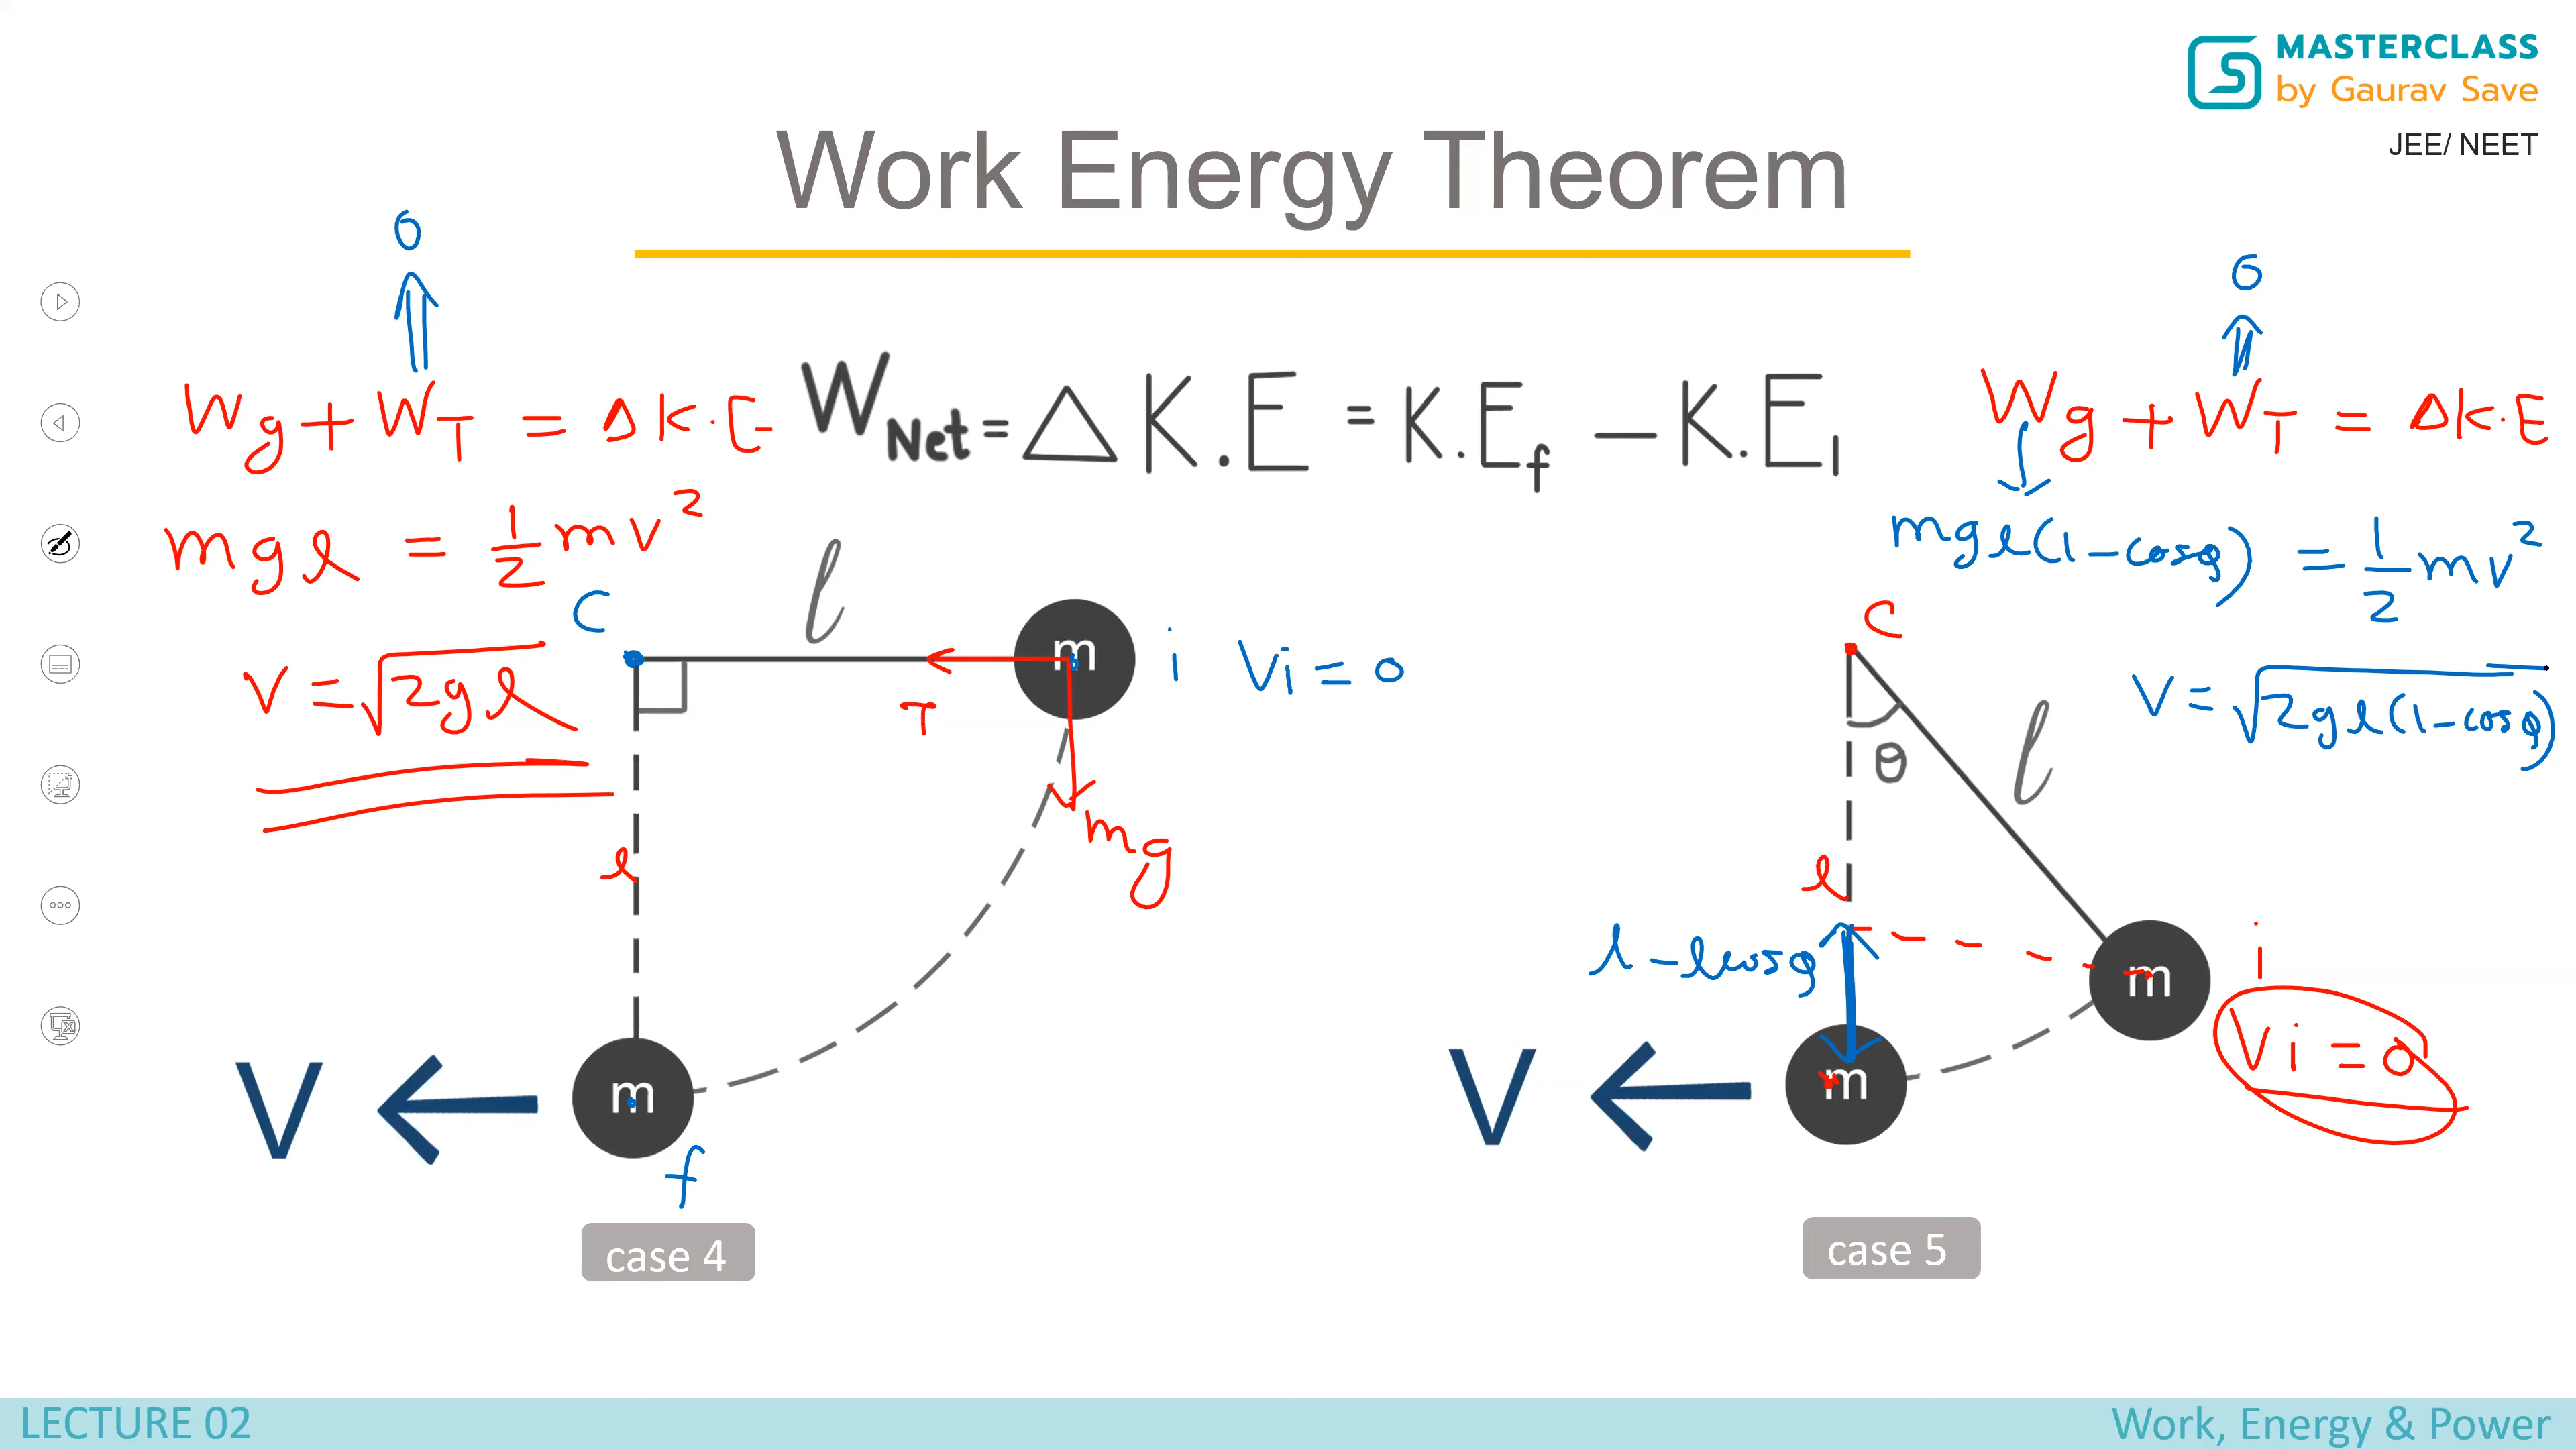 MASTERCLASS
by Gaurav Save
JEE/ NEET
Work Energy Theorem
0
Wg + WT = ΔK.E
mgl = 1/2 mv²
v = √2gl
WNet = ΔK.E = K.Ef – K.EI
0
Wg + WT = ΔK.E
mgl(1-cosθ) = 1/2 mv²
V = √2gl(1-cosθ)
C
l
m
i Vi = 0
T
mg
l
V
m
f
case 4
C
θ
l
l
l-lcosθ
m
i
Vi = 0
V
m
case 5
LECTURE 02
Work, Energy & Power